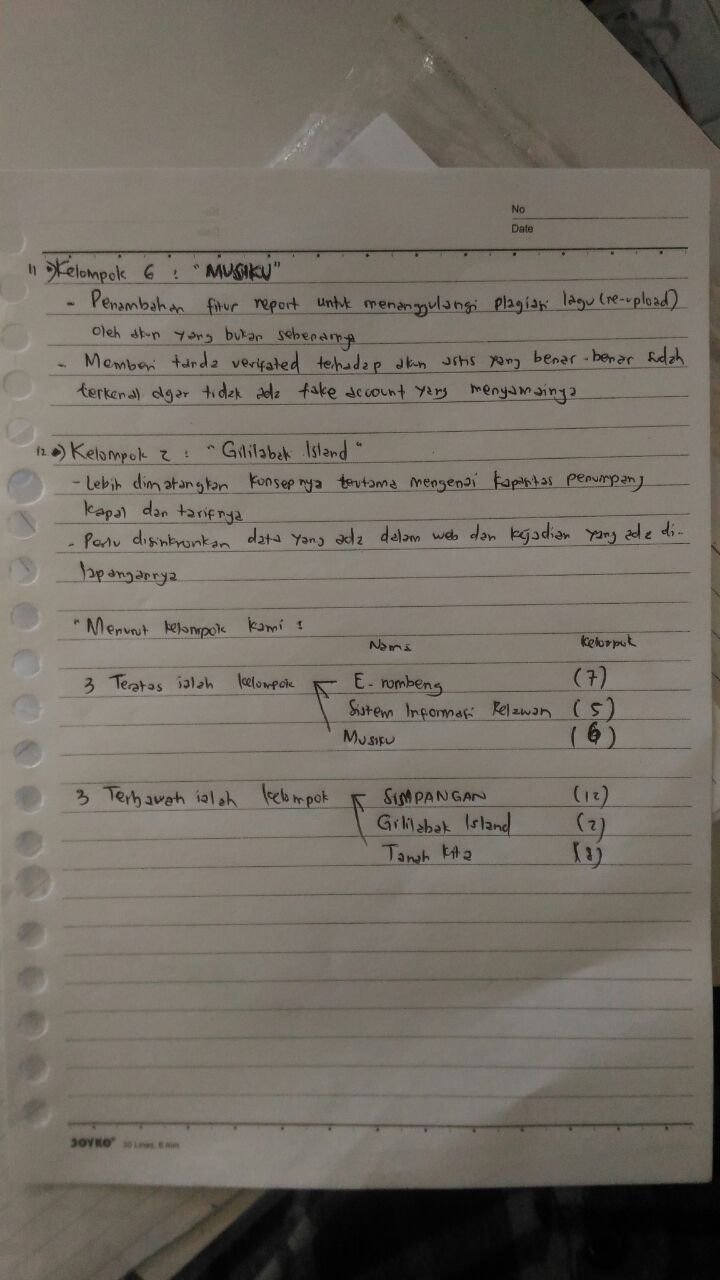 No
Date
11 •) Kelompok 6 : "MUSIKU"
- Penambahan fitur report untuk menanggulangi plagiasi lagu (re-upload)
oleh akun yang bukan sebenarnya
- Memberi tanda verifated terhadap akun artis yang benar-benar sudah
terkenal agar tidak ada fake account yang menyamainya
12 •) Kelompok 2 : "Gililabak Island"
- Lebih dimatangkan konsepnya terutama mengenai kapasitas penumpang
kapal dan tarifnya
- Perlu disinkronkan data yang ada dalam web dan kejadian yang ada di-
lapangannya
"Menurut kelompok kami :
Nama Kelompok
3 Teratas ialah kelompok E-rombeng (7)
Sistem Informasi Relawan (5)
MUSIKU (6)
3 Terbawah ialah kelompok SIMPANGAN (12)
Gililabak Island (2)
Tanah Kita (8)
JOYKO 30 Lines, 6 mm